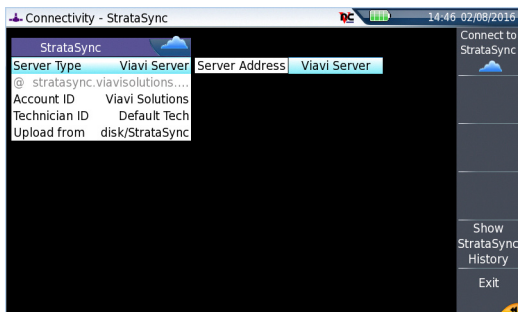 Connectivity - StrataSync
14:46 02/08/2016
StrataSync
Server Type Viavi Server
Server Address Viavi Server
@ stratasync.viavisolutions....
Account ID Viavi Solutions
Technician ID Default Tech
Upload from disk/StrataSync
Connect to
StrataSync
Show
StrataSync
History
Exit